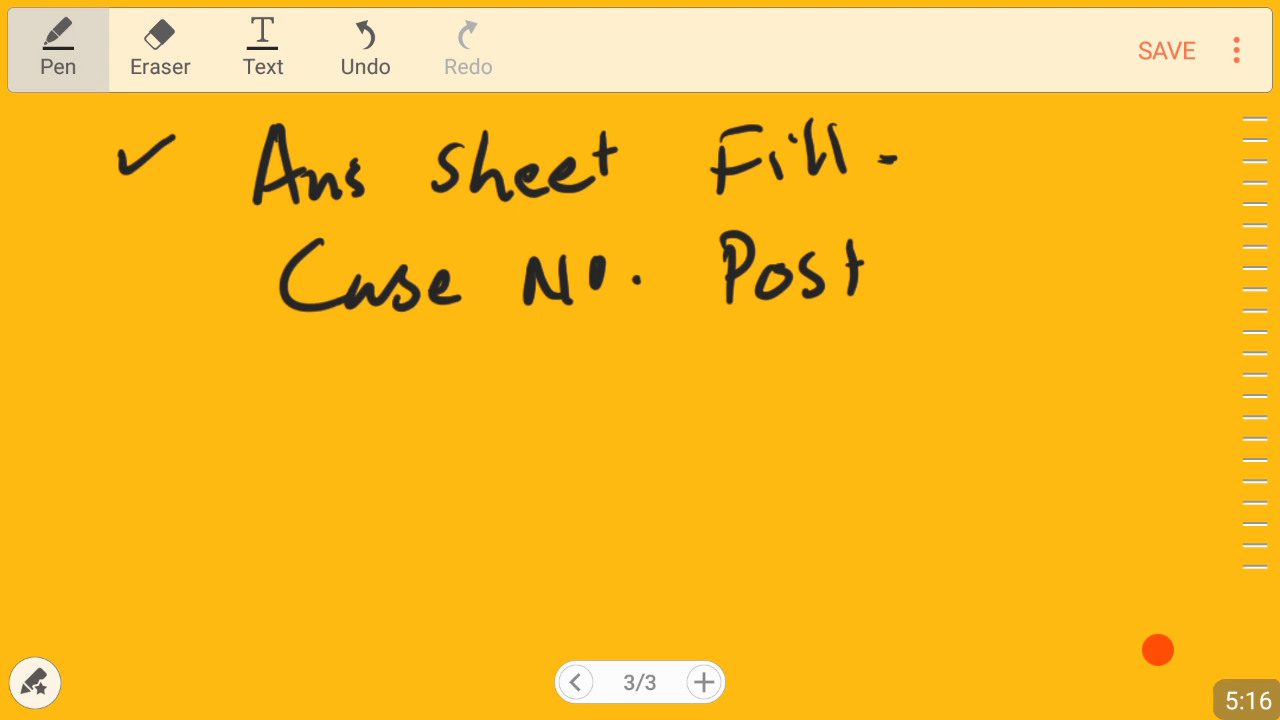 Pen Eraser Text Undo Redo SAVE
✓ Ans sheet Fill -
Case No. Post
3/3
5:16